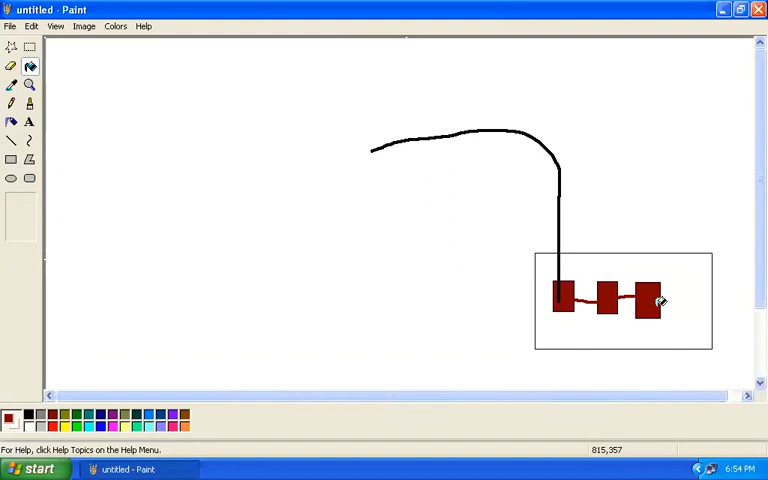 untitled - Paint
File Edit View Image Colors Help
A
For Help, click Help Topics on the Help Menu.
815,357
start
untitled - Paint
6:54 PM